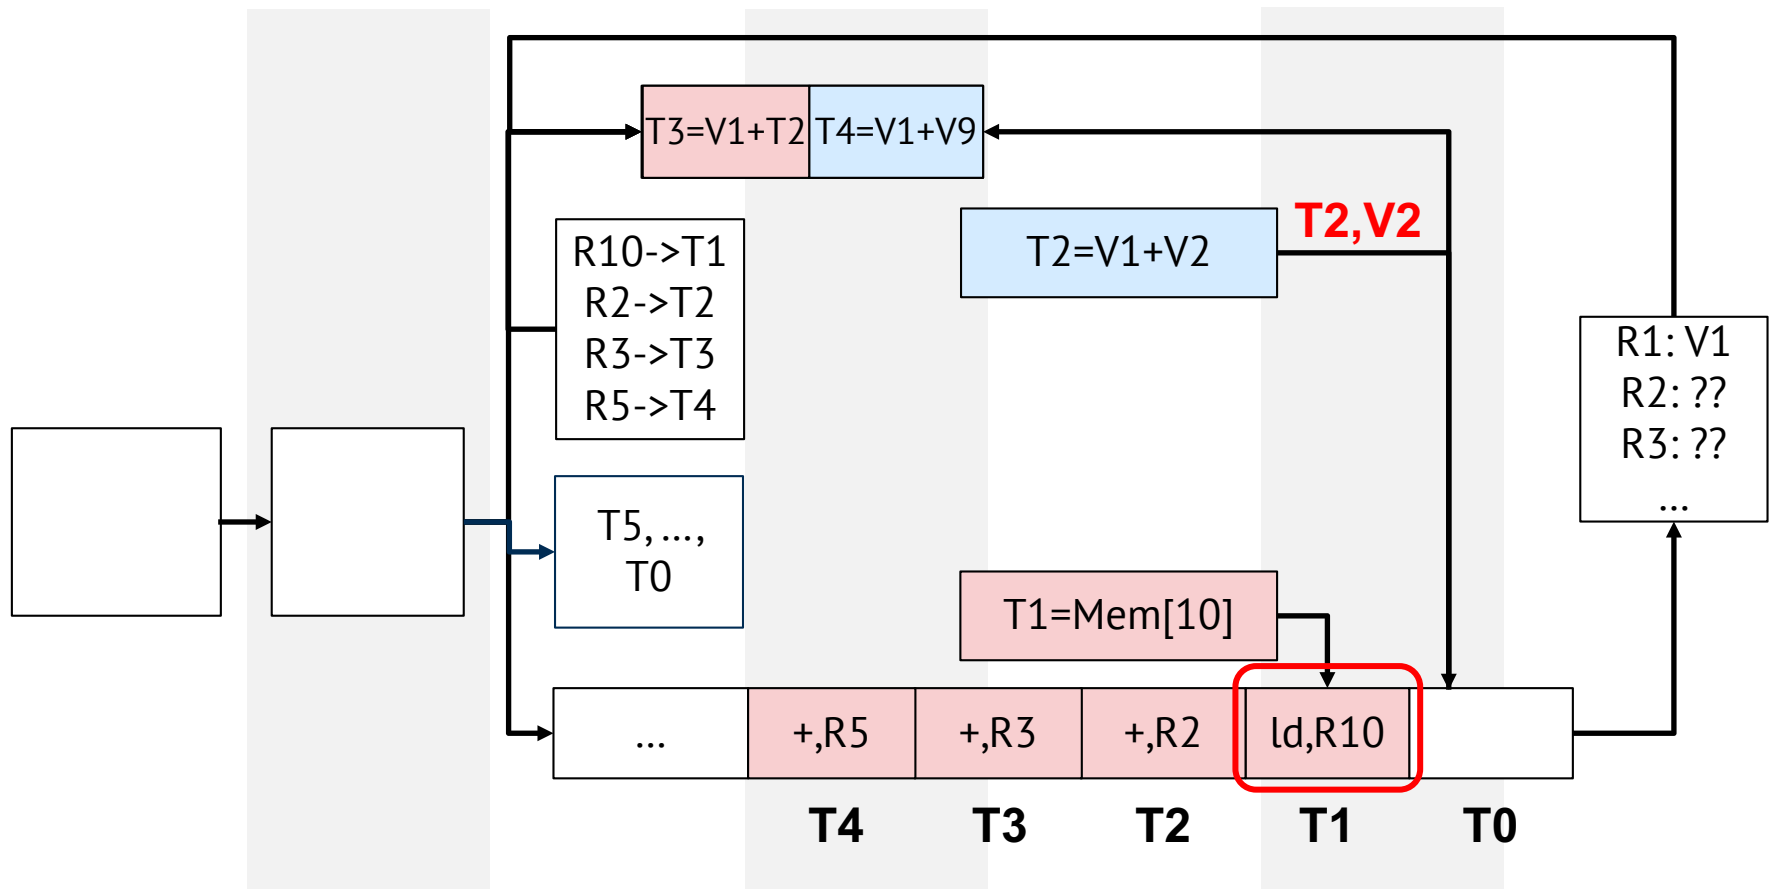 T3=V1+T2 T4=V1+V9
T2=V1+V2
T2,V2
R10->T1
R2->T2
R3->T3
R5->T4
R1: V1
R2: ??
R3: ??
...
T5, ...,
T0
T1=Mem[10]
... +,R5 +,R3 +,R2 ld,R10
T4 T3 T2 T1 T0